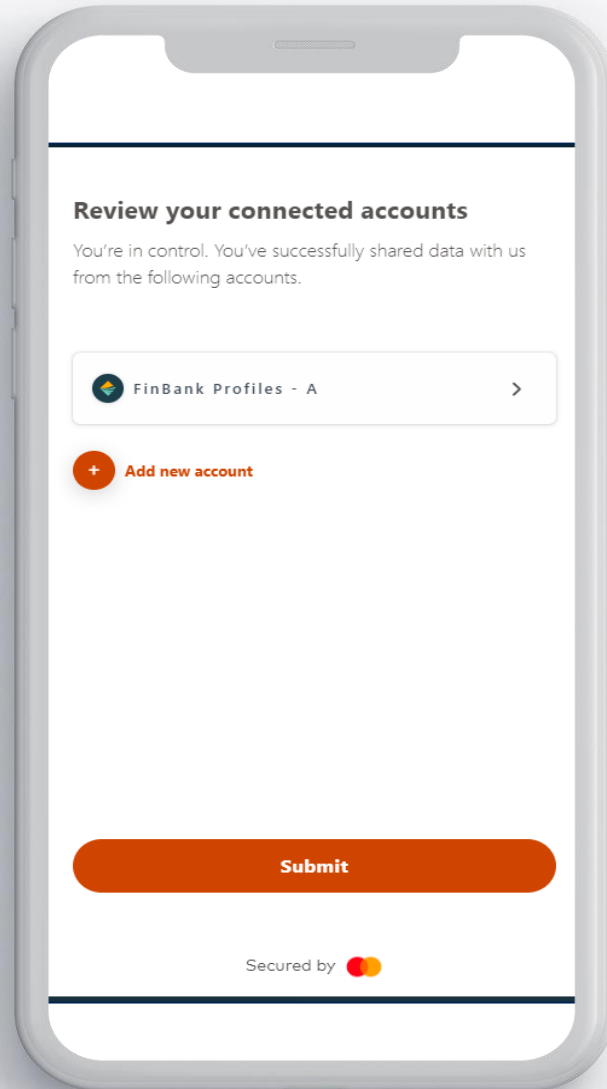 Review your connected accounts
You're in control. You've successfully shared data with us
from the following accounts.
FinBank Profiles - A
+ Add new account
Submit
Secured by